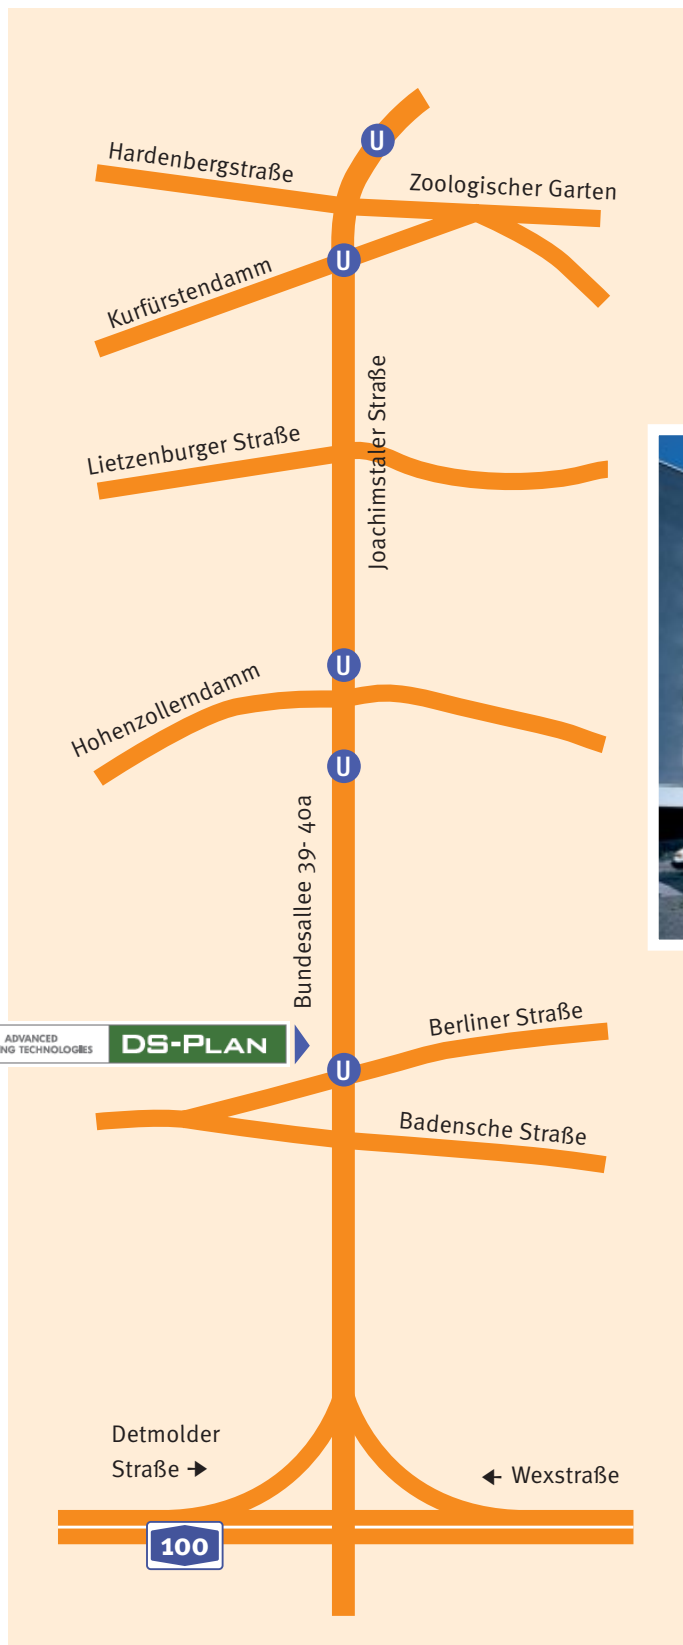 U
Hardenbergstraße
Zoologischer Garten
U
Kurfürstendamm
Joachimstaler Straße
Lietzenburger Straße
U
Hohenzollerndamm
U
Bundesallee 39- 40a
Berliner Straße
ADVANCED
TECHNOLOGIES
DS-PLAN
U
Badensche Straße
Detmolder
Straße →
← Wexstraße
100